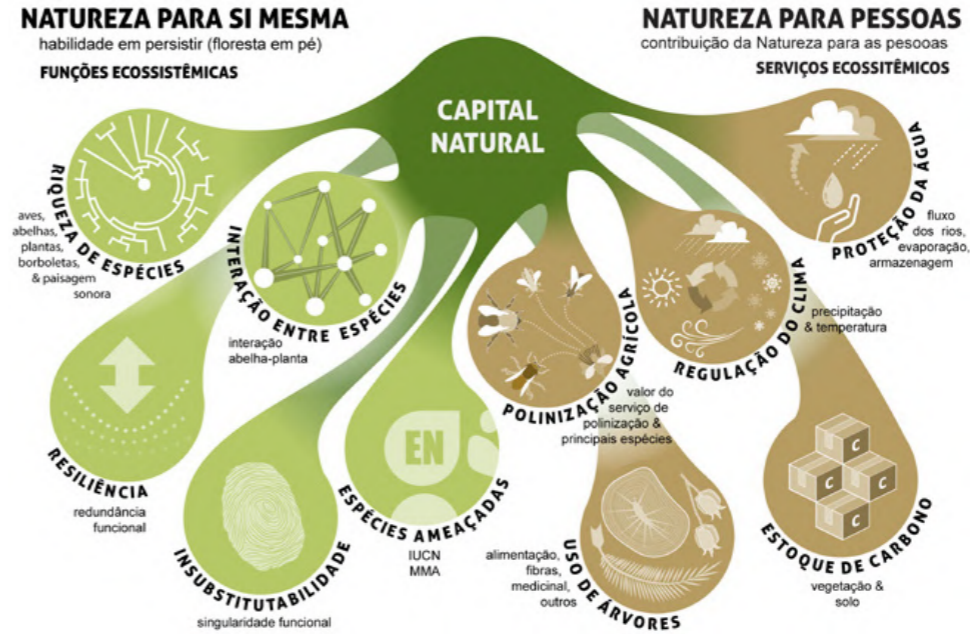 NATUREZA PARA SI MESMA
habilidade em persistir (floresta em pé)
FUNÇÕES ECOSSISTÊMICAS
NATUREZA PARA PESSOAS
contribuição da Natureza para as pesooas
SERVIÇOS ECOSSITÊMICOS
CAPITAL
NATURAL
RIQUEZA DE ESPÉCIES
aves,
abelhas,
plantas,
borboletas,
& paisagem
sonora
INTERAÇÃO ENTRE ESPÉCIES
interação
abelha-planta
RESILIÊNCIA
redundância
funcional
INSUBSTITUTABILIDADE
singularidade funcional
EN
ESPÉCIES AMEAÇADAS
IUCN
MMA
POLINIZAÇÃO AGRÍCOLA
valor do
serviço de
polinização &
principais espécies
REGULAÇÃO DO CLIMA
precipitação
& temperatura
PROTEÇÃO DA ÁGUA
fluxo
dos rios,
evaporação,
armazenagem
USO DE ÁRVORES
alimentação,
fibras,
medicinal,
outros
C
C
C
C
ESTOQUE DE CARBONO
vegetação &
solo